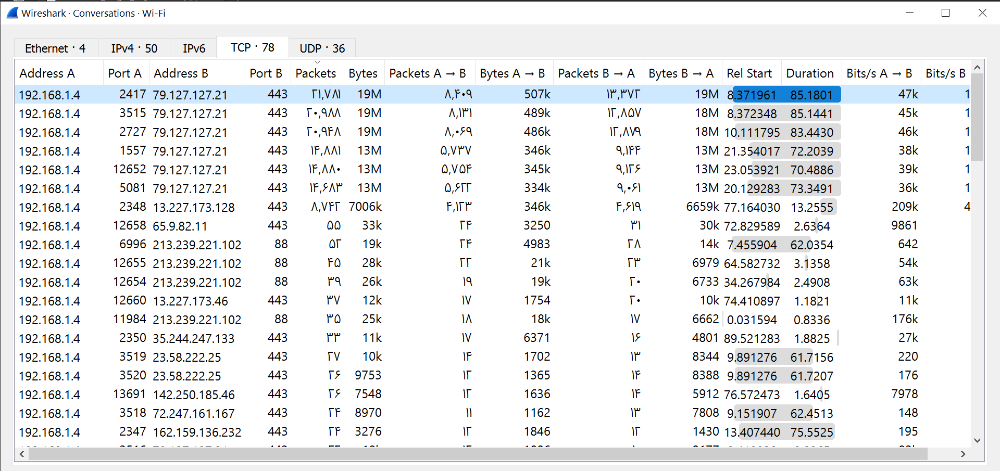 Wireshark · Conversations · Wi-Fi
Ethernet · 4 IPv4 · 50 IPv6 TCP · 78 UDP · 36
Address A Port A Address B Port B Packets Bytes Packets A → B Bytes A → B Packets B → A Bytes B → A Rel Start Duration Bits/s A → B Bits/s B
192.168.1.4 2417 79.127.127.21 443 ۲۱,۷۸۱ 19M ۸,۴۰۹ 507k ۱۳,۳۷۲ 19M 8.371961 85.1801 47k 1
192.168.1.4 3515 79.127.127.21 443 ۲۰,۹۸۸ 19M ۸,۱۳۱ 489k ۱۲,۸۵۷ 18M 8.372348 85.1441 45k 1
192.168.1.4 2727 79.127.127.21 443 ۲۰,۹۴۸ 19M ۸,۰۶۹ 486k ۱۲,۸۷۹ 18M 10.111795 83.4430 46k 1
192.168.1.4 1557 79.127.127.21 443 ۱۴,۸۸۱ 13M ۵,۷۳۷ 346k ۹,۱۴۴ 13M 21.354017 72.2039 38k 1
192.168.1.4 12652 79.127.127.21 443 ۱۴,۸۸۰ 13M ۵,۷۵۴ 345k ۹,۱۲۶ 13M 23.053921 70.4886 39k 1
192.168.1.4 5081 79.127.127.21 443 ۱۴,۶۸۳ 13M ۵,۶۲۲ 334k ۹,۰۶۱ 13M 20.129283 73.3491 36k 1
192.168.1.4 2348 13.227.173.128 443 ۸,۷۴۲ 7006k ۴,۱۲۳ 346k ۴,۶۱۹ 6659k 77.164030 13.2555 209k 4
192.168.1.4 12658 65.9.82.11 443 ۵۵ 33k ۲۴ 3250 ۳۱ 30k 72.829589 2.6364 9861
192.168.1.4 6996 213.239.221.102 88 ۵۲ 19k ۲۴ 4983 ۲۸ 14k 7.455904 62.0354 642
192.168.1.4 12655 213.239.221.102 88 ۴۵ 28k ۲۲ 21k ۲۳ 6979 64.582732 3.1358 54k
192.168.1.4 12654 213.239.221.102 88 ۳۹ 26k ۱۹ 19k ۲۰ 6733 34.267984 2.4908 63k
192.168.1.4 12660 13.227.173.46 443 ۳۷ 12k ۱۷ 1754 ۲۰ 10k 74.410897 1.1821 11k
192.168.1.4 11984 213.239.221.102 88 ۳۵ 25k ۱۸ 18k ۱۷ 6662 0.031594 0.8336 176k
192.168.1.4 2350 35.244.247.133 443 ۳۳ 11k ۱۷ 6371 ۱۶ 4801 89.521283 1.8825 27k
192.168.1.4 3519 23.58.222.25 443 ۲۷ 10k ۱۴ 1702 ۱۳ 8344 9.891276 61.7156 220
192.168.1.4 3520 23.58.222.25 443 ۲۶ 9753 ۱۲ 1365 ۱۴ 8388 9.891276 61.7207 176
192.168.1.4 13691 142.250.185.46 443 ۲۶ 7548 ۱۲ 1636 ۱۴ 5912 76.572473 1.6405 7978
192.168.1.4 3518 72.247.161.167 443 ۲۴ 8970 ۱۱ 1162 ۱۳ 7808 9.151907 62.4513 148
192.168.1.4 2347 162.159.136.232 443 ۲۴ 3276 ۱۲ 1846 ۱۲ 1430 13.407440 75.5525 195